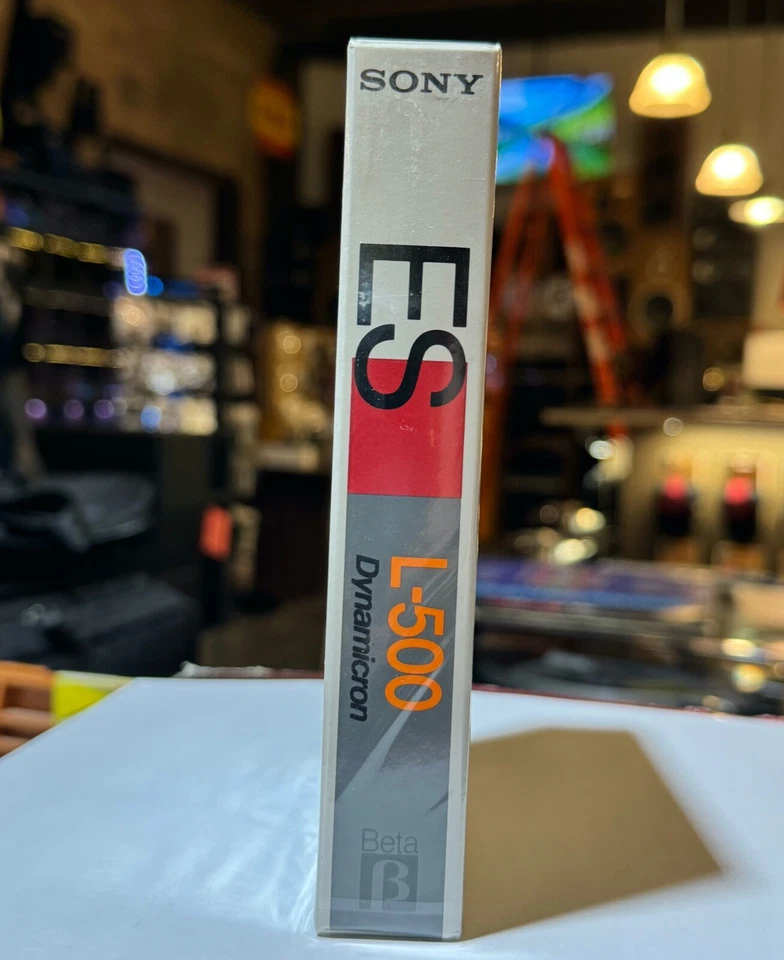 SONY
ES
L-500
Dynamicron
Beta
β